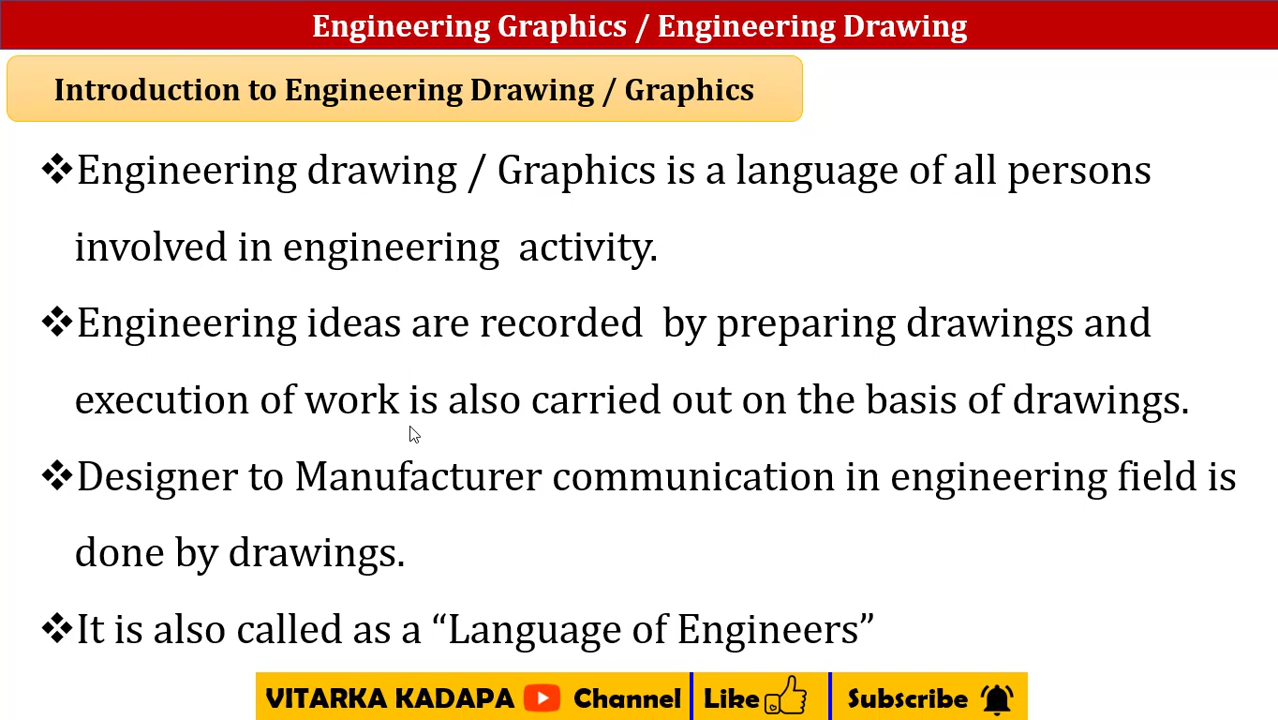 Engineering Graphics / Engineering Drawing
Introduction to Engineering Drawing / Graphics
❖Engineering drawing / Graphics is a language of all persons
involved in engineering  activity.
❖Engineering ideas are recorded  by preparing drawings and
execution of work is also carried out on the basis of drawings.
❖Designer to Manufacturer communication in engineering field is
done by drawings.
❖It is also called as a “Language of Engineers”
VITARKA KADAPA Channel Like Subscribe